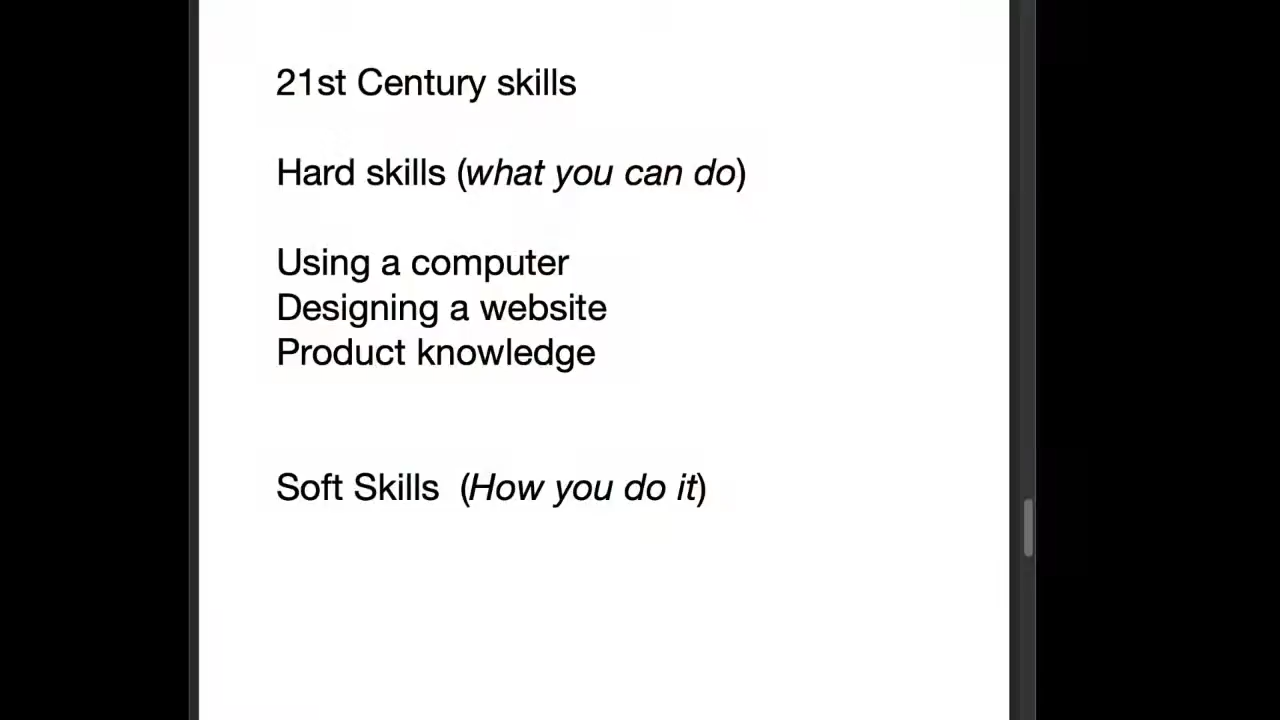 21st Century skills
Hard skills (what you can do)
Using a computer
Designing a website
Product knowledge
Soft Skills  (How you do it)